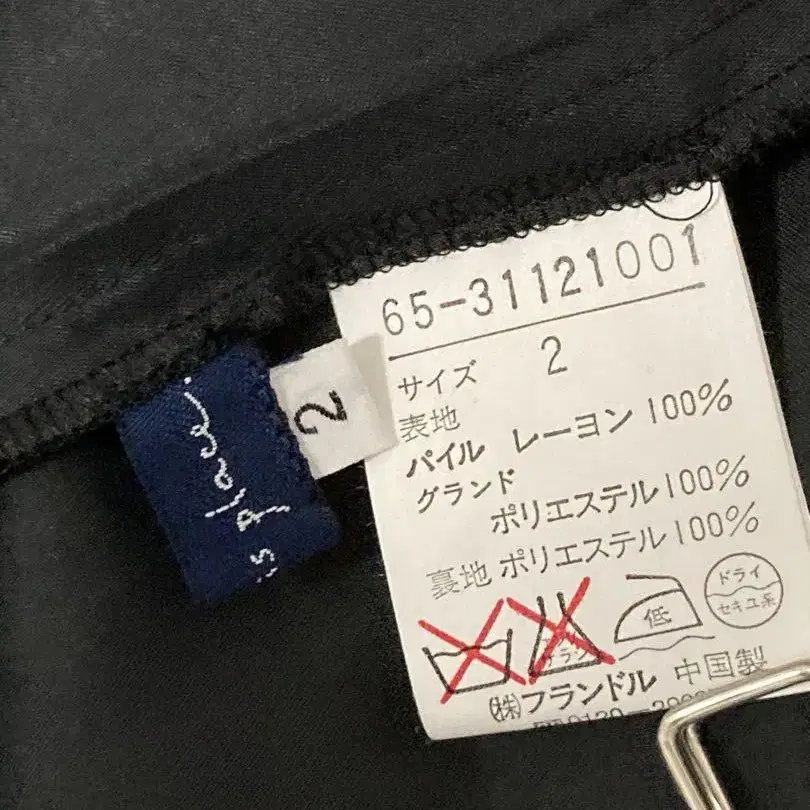 65-31121001
サイズ 2
表地
パイル レーヨン 100%
グランド
ポリエステル 100%
裏地 ポリエステル 100%
低
ドライ
セキユ系
(株)フランドル 中国製
2
place.